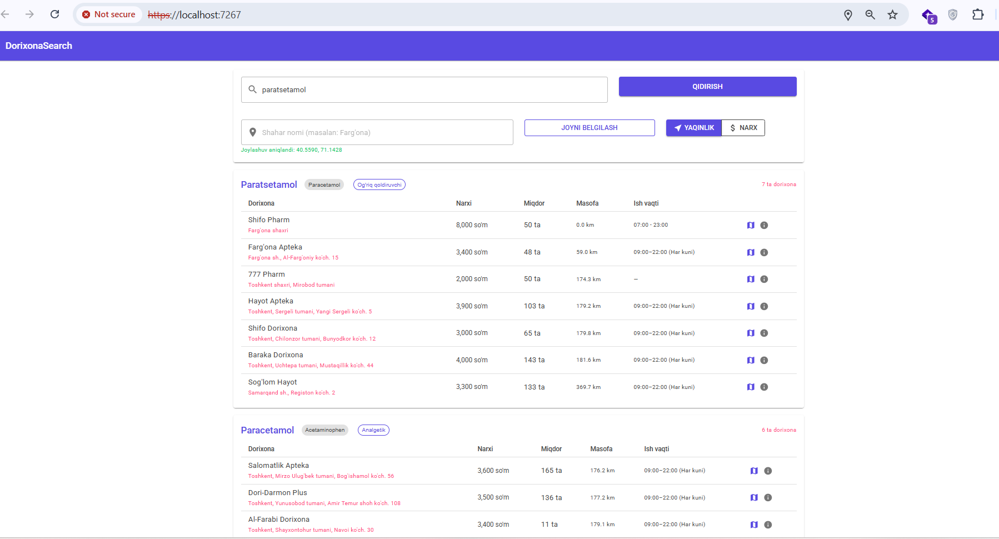 Not secure https://localhost:7267
5
DorixonaSearch
paratsetamol QIDIRISH
Shahar nomi (masalan: Farg'ona) JOYNI BELGILASH YAQINLIK $ NARX
Joylashuv aniqlandi: 40.5590, 71.1428
Paratsetamol Paracetamol Og'riq qoldiruvchi 7 ta dorixona
Dorixona Narxi Miqdor Masofa Ish vaqti
Shifo Pharm
Farg'ona shaxri
8,000 so'm 50 ta 0.0 km 07:00 - 23:00
Farg'ona Apteka
Farg'ona sh., Al-Farg'oniy ko'ch. 15
3,400 so'm 48 ta 59.0 km 09:00–22:00 (Har kuni)
777 Pharm
Toshkent shaxri, Mirobod tumani
2,000 so'm 50 ta 174.3 km —
Hayot Apteka
Toshkent, Sergeli tumani, Yangi Sergeli ko'ch. 5
3,900 so'm 103 ta 179.2 km 09:00–22:00 (Har kuni)
Shifo Dorixona
Toshkent, Chilonzor tumani, Bunyodkor ko'ch. 12
3,000 so'm 65 ta 179.8 km 09:00–22:00 (Har kuni)
Baraka Dorixona
Toshkent, Uchtepa tumani, Mustaqillik ko'ch. 44
4,000 so'm 143 ta 181.6 km 09:00–22:00 (Har kuni)
Sog'lom Hayot
Samarqand sh., Registon ko'ch. 2
3,300 so'm 133 ta 369.7 km 09:00–22:00 (Har kuni)
Paracetamol Acetaminophen Analgetik 6 ta dorixona
Dorixona Narxi Miqdor Masofa Ish vaqti
Salomatlik Apteka
Toshkent, Mirzo Ulug'bek tumani, Bog'ishamol ko'ch. 56
3,600 so'm 165 ta 176.2 km 09:00–22:00 (Har kuni)
Dori-Darmon Plus
Toshkent, Yunusobod tumani, Amir Temur shoh ko'ch. 108
3,500 so'm 136 ta 177.2 km 09:00–22:00 (Har kuni)
Al-Farabi Dorixona
Toshkent, Shayxontohur tumani, Navoi ko'ch. 30
3,400 so'm 11 ta 179.1 km 09:00–22:00 (Har kuni)